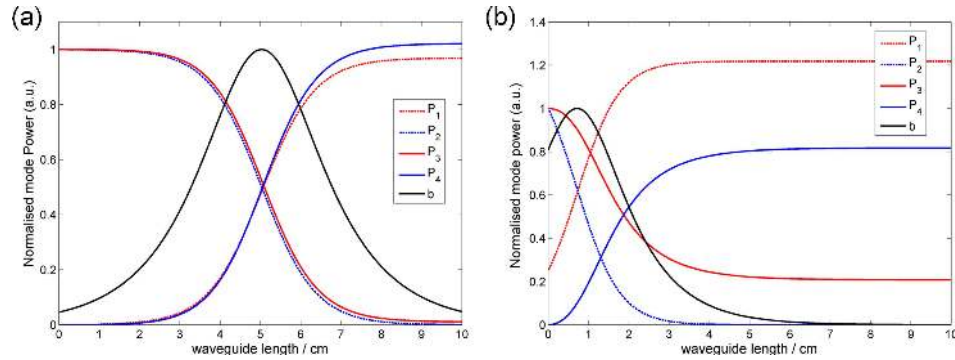 (a)
Normalised mode Power (a.u.)
1
0.8
0.6
0.4
0.2
0
0 1 2 3 4 5 6 7 8 9 10
waveguide length / cm
P1
P2
P3
P4
b
(b)
Normalised mode power (a.u.)
1.4
1.2
1
0.8
0.6
0.4
0.2
0
0 1 2 3 4 5 6 7 8 9 10
waveguide length / cm
P1
P2
P3
P4
b